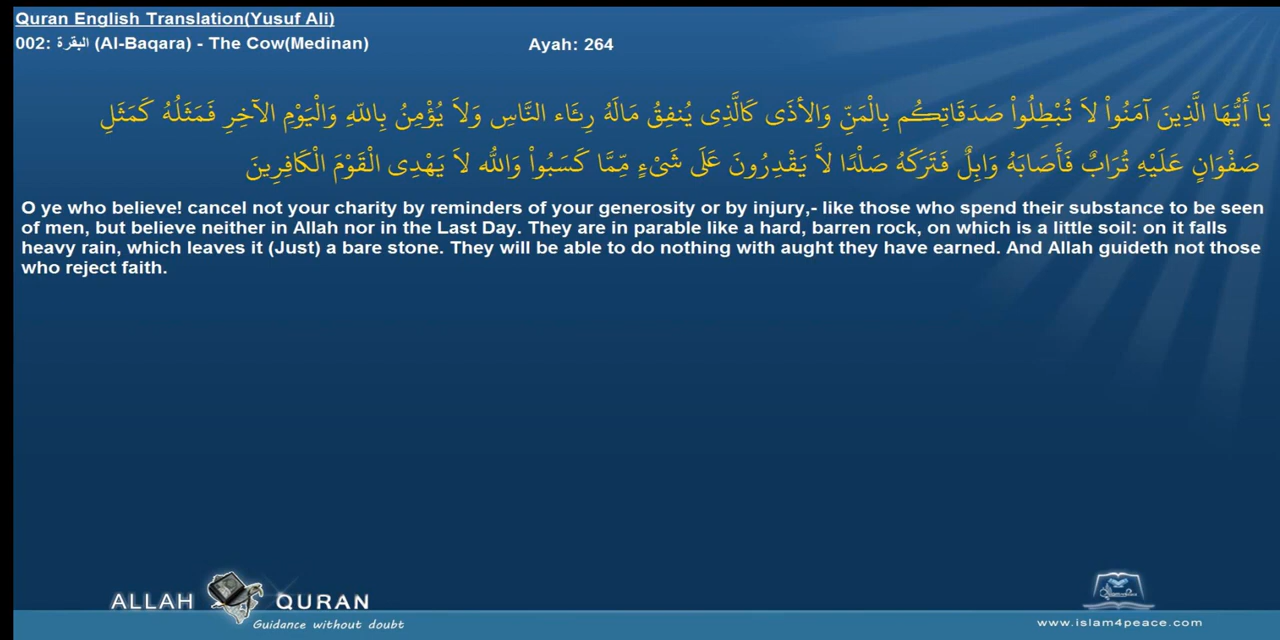 Quran English Translation(Yusuf Ali)
002: البقرة (Al-Baqara) - The Cow(Medinan) Ayah: 264
يَا أَيُّهَا الَّذِينَ آمَنُواْ لاَ تُبْطِلُواْ صَدَقَاتِكُم بِالْمَنِّ وَالأذَى كَالَّذِى يُنفِقُ مَالَهُ رِئَاء النَّاسِ وَلاَ يُؤْمِنُ بِاللّهِ وَالْيَوْمِ الآخِرِ فَمَثَلُهُ كَمَثَلِ
صَفْوَانٍ عَلَيْهِ تُرَابٌ فَأَصَابَهُ وَابِلٌ فَتَرَكَهُ صَلْدًا لاَّ يَقْدِرُونَ عَلَى شَىْءٍ مِّمَّا كَسَبُواْ وَاللّه لاَ يَهْدِى الْقَوْمَ الْكَافِرِينَ
O ye who believe! cancel not your charity by reminders of your generosity or by injury,- like those who spend their substance to be seen
of men, but believe neither in Allah nor in the Last Day. They are in parable like a hard, barren rock, on which is a little soil: on it falls
heavy rain, which leaves it (Just) a bare stone. They will be able to do nothing with aught they have earned. And Allah guideth not those
who reject faith.
ALLAH QURAN
Guidance without doubt
www.islam4peace.com